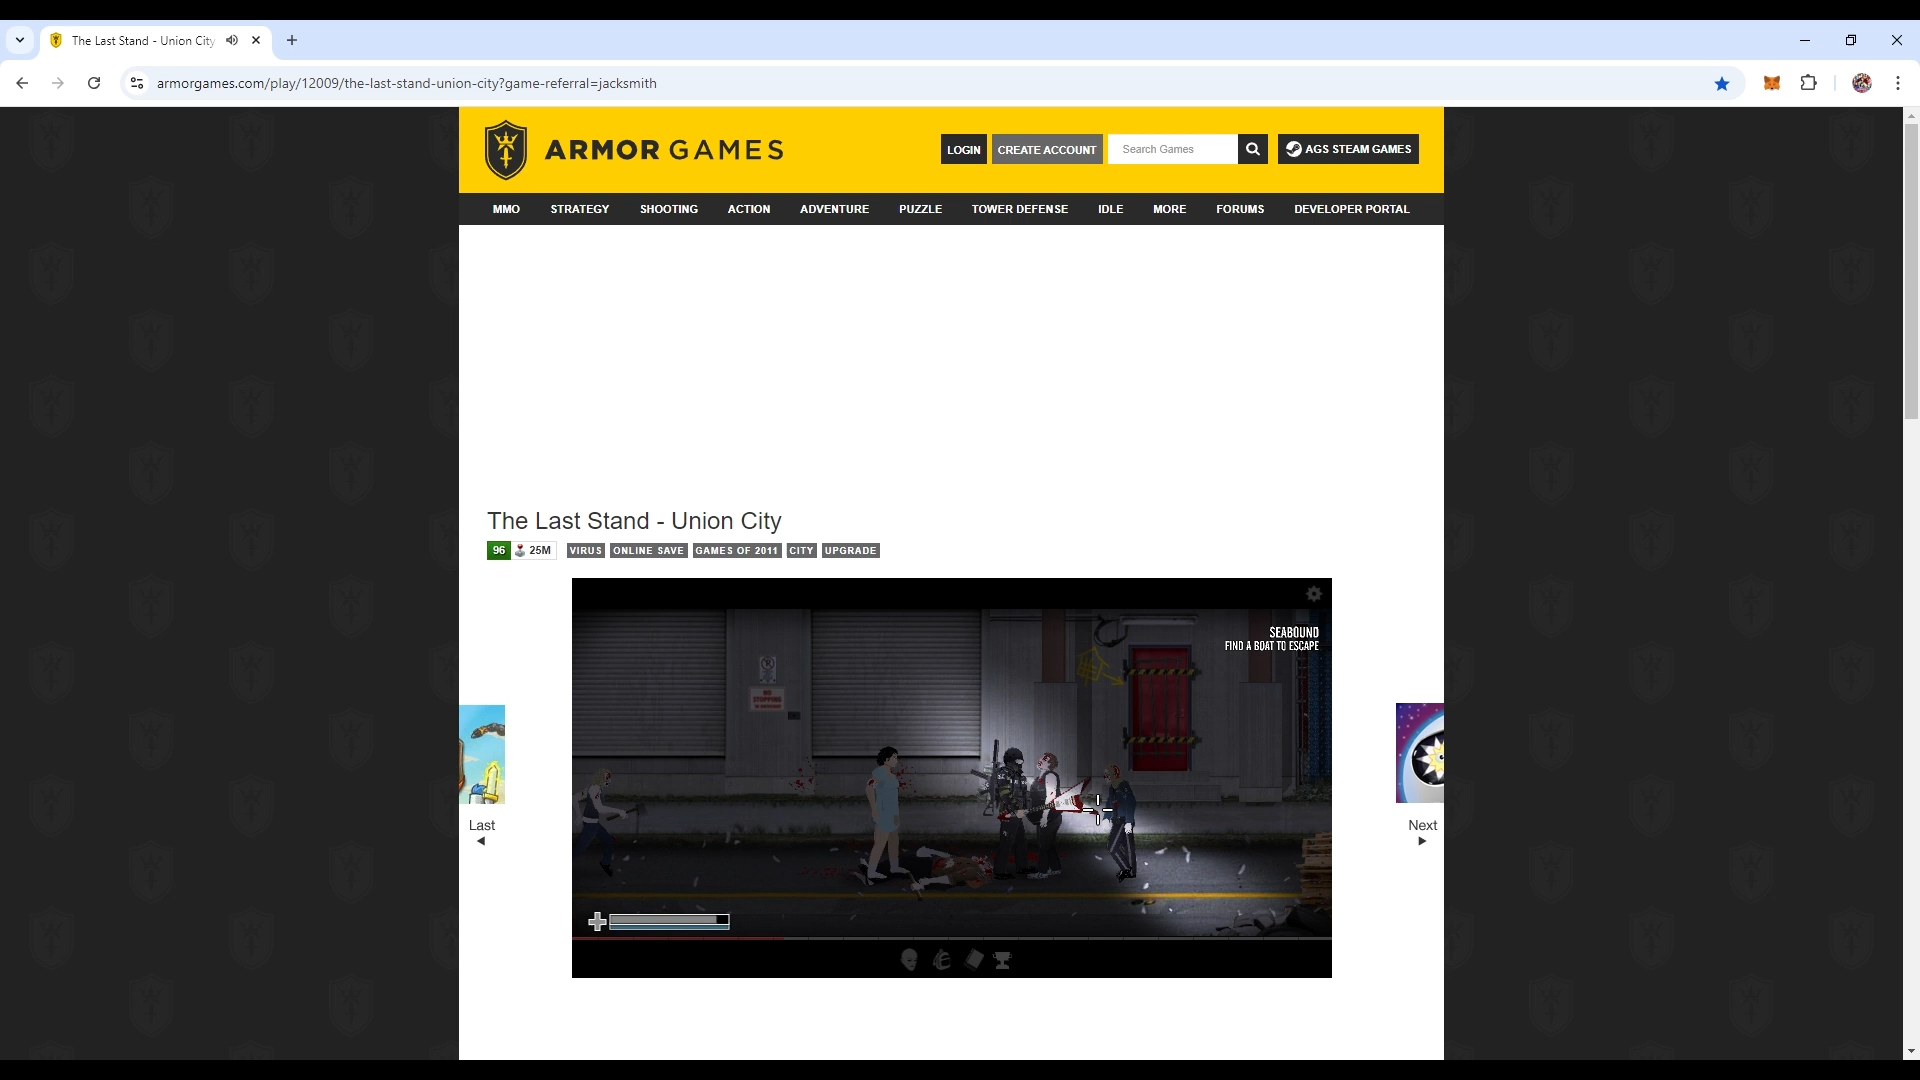 The Last Stand - Union City
armorgames.com/play/12009/the-last-stand-union-city?game-referral=jacksmith
ARMOR GAMES
LOGIN
CREATE ACCOUNT
Search Games
AGS STEAM GAMES
MMO
STRATEGY
SHOOTING
ACTION
ADVENTURE
PUZZLE
TOWER DEFENSE
IDLE
MORE
FORUMS
DEVELOPER PORTAL
The Last Stand - Union City
96
25M
VIRUS
ONLINE SAVE
GAMES OF 2011
CITY
UPGRADE
SEABOUND
FIND A BOAT TO ESCAPE
NO
STOPPING
Last
Next